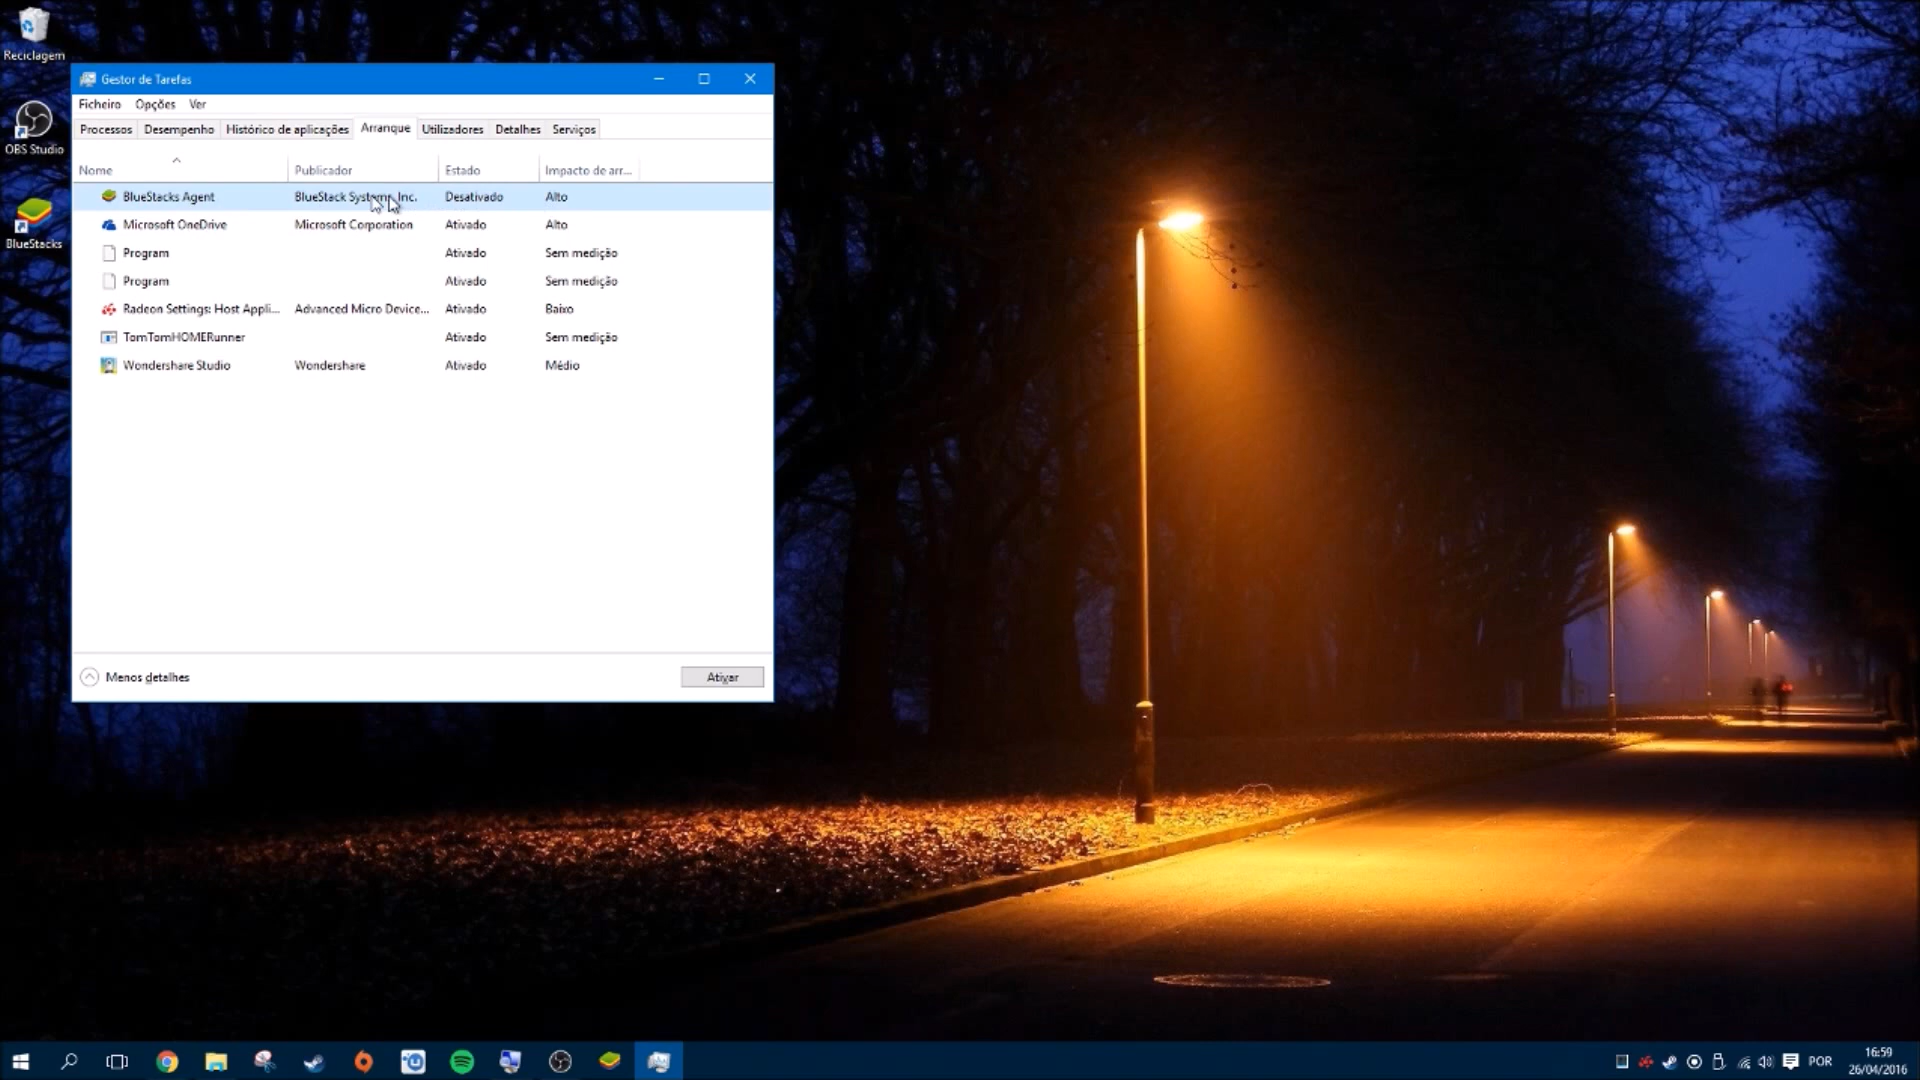 Reciclagem
OBS Studio
BlueStacks
Gestor de Tarefas
Ficheiro Opções Ver
Processos Desempenho Histórico de aplicações Arranque Utilizadores Detalhes Serviços
Nome Publicador Estado Impacto de arr...
BlueStacks Agent BlueStack Systems, Inc. Desativado Alto
Microsoft OneDrive Microsoft Corporation Ativado Alto
Program Ativado Sem medição
Program Ativado Sem medição
Radeon Settings: Host Appli... Advanced Micro Device... Ativado Baixo
TomTomHOMERunner Ativado Sem medição
Wondershare Studio Wondershare Ativado Médio
Menos detalhes Ativar
POR 16:59
26/04/2016